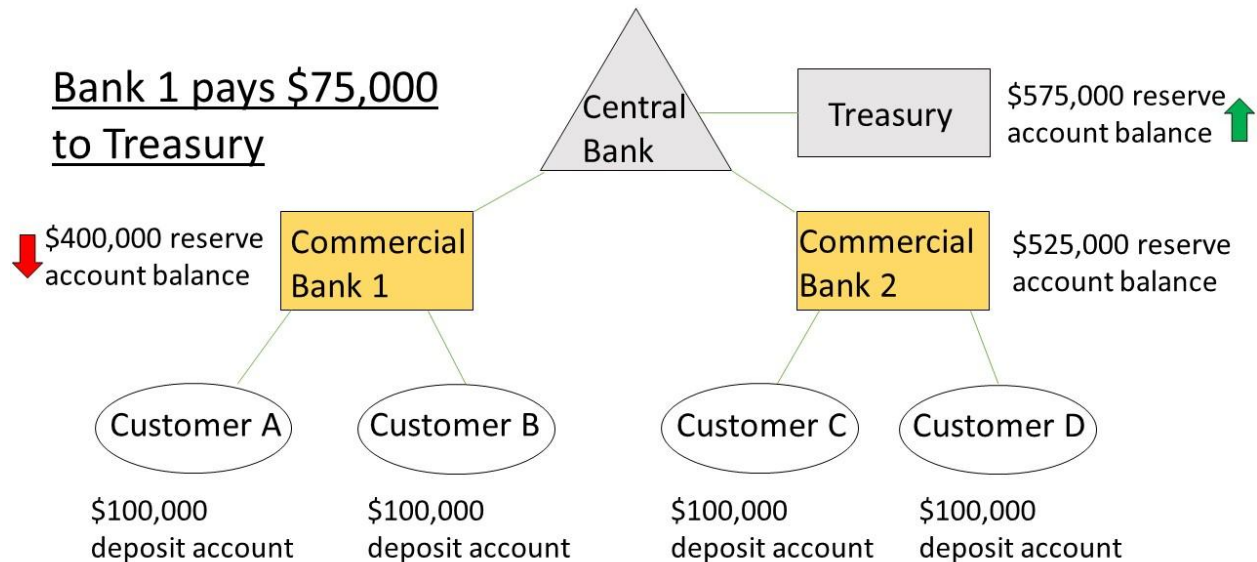 Bank 1 pays $75,000
to Treasury
Central
Bank
Treasury
$575,000 reserve
account balance
$400,000 reserve
account balance
Commercial
Bank 1
Commercial
Bank 2
$525,000 reserve
account balance
Customer A
Customer B
Customer C
Customer D
$100,000
deposit account
$100,000
deposit account
$100,000
deposit account
$100,000
deposit account